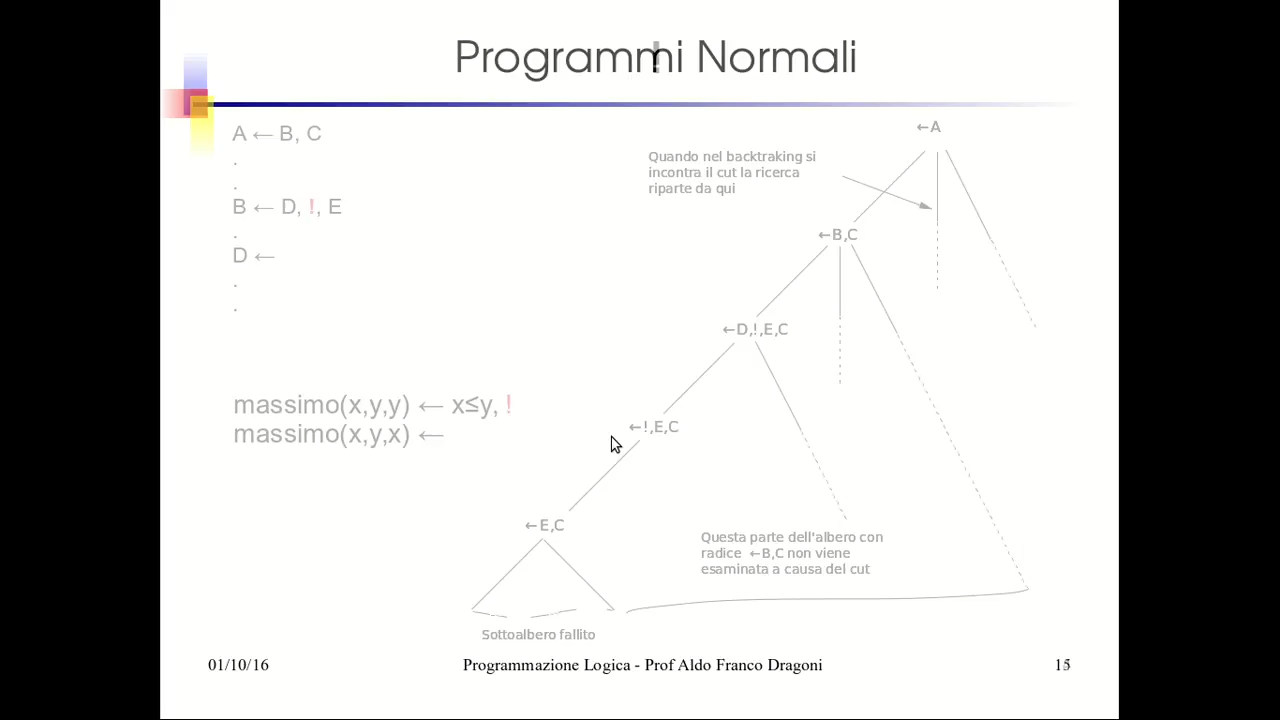 Programmi Normali
A ← B, C
.
.
B ← D, !, E
.
D ←
.
.
massimo(x,y,y) ← x≤y, !
massimo(x,y,x) ←
←A
Quando nel backtraking si
incontra il cut la ricerca
riparte da qui
←B,C
←D,!,E,C
←!,E,C
←E,C
Questa parte dell'albero con
radice ←B,C non viene
esaminata a causa del cut
Sottoalbero fallito
01/10/16
Programmazione Logica - Prof Aldo Franco Dragoni